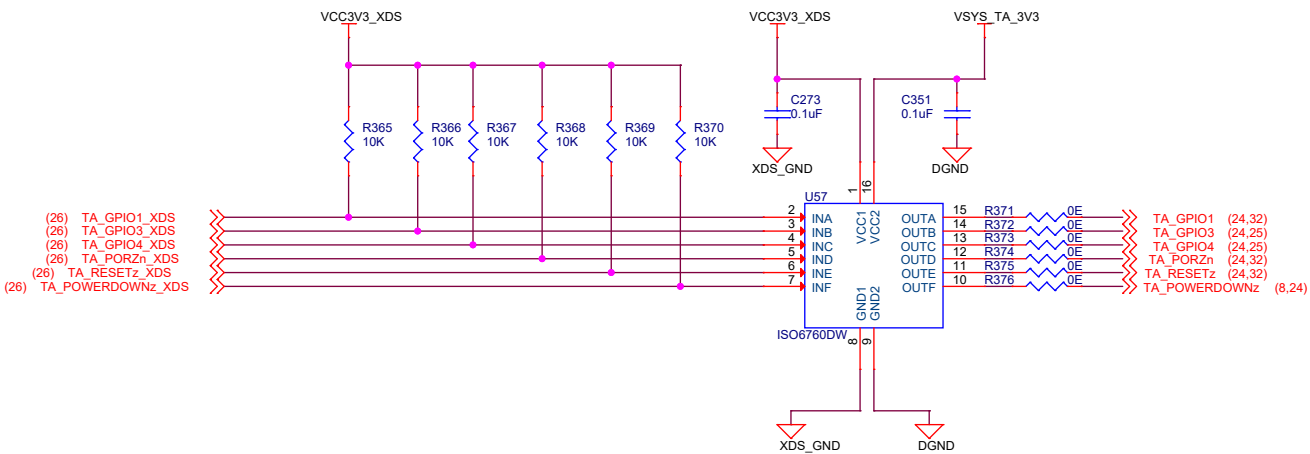 VCC3V3_XDS VCC3V3_XDS VSYS_TA_3V3
R365 10K
R366 10K
R367 10K
R368 10K
R369 10K
R370 10K
C273
0.1uF
C351
0.1uF
XDS_GND DGND
U57
1 16
VCC1 VCC2
(26) TA_GPIO1_XDS 2 INA OUTA 15 R371 0E TA_GPIO1 (24,32)
(26) TA_GPIO3_XDS 3 INB OUTB 14 R372 0E TA_GPIO3 (24,25)
(26) TA_GPIO4_XDS 4 INC OUTC 13 R373 0E TA_GPIO4 (24,25)
(26) TA_PORZn_XDS 5 IND OUTD 12 R374 0E TA_PORZn (24,32)
(26) TA_RESETz_XDS 6 INE OUTE 11 R375 0E TA_RESETz (24,32)
(26) TA_POWERDOWNz_XDS 7 INF OUTF 10 R376 0E TA_POWERDOWNz (8,24)
GND1 GND2
ISO6760DW
8 9
XDS_GND DGND